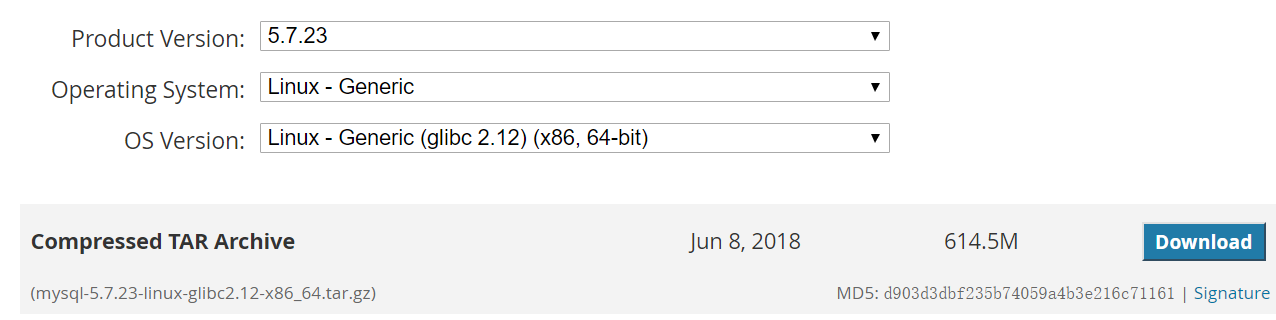 Product Version: 5.7.23
Operating System: Linux - Generic
OS Version: Linux - Generic (glibc 2.12) (x86, 64-bit)
Compressed TAR Archive Jun 8, 2018 614.5M Download
(mysql-5.7.23-linux-glibc2.12-x86_64.tar.gz) MD5: d903d3dbf235b74059a4b3e216c71161 | Signature